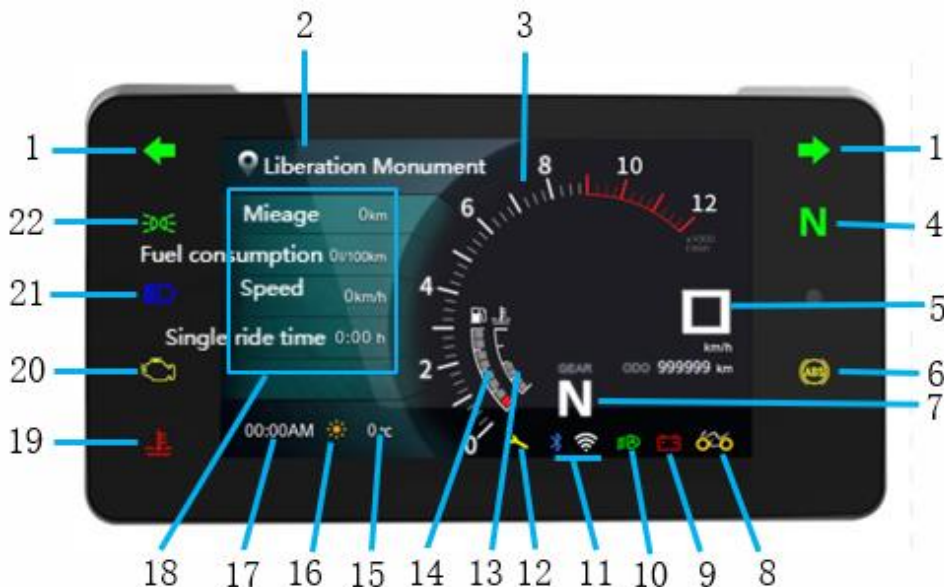 2
3
1
Liberation Monument
8
10
1
22
Mieage 0km
6
12
N
4
Fuel consumption 0l/100km
21
Speed 0km/h
4
5
km/h
Single ride time 0:00 h
20
2
GEAR
ODO 999999 km
ABS
6
N
7
19
00:00AM
0℃
0
18
17
16
15
14
13
12
11
10
9
8